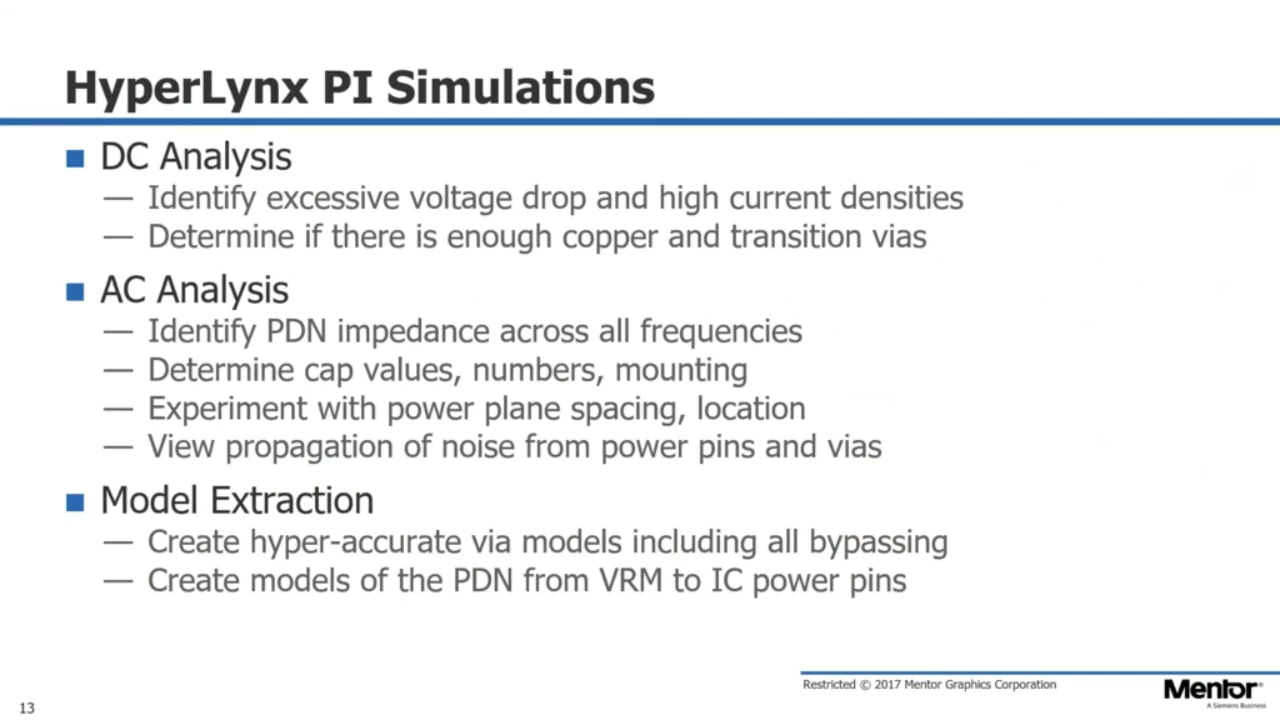 HyperLynx PI Simulations
■ DC Analysis
— Identify excessive voltage drop and high current densities
— Determine if there is enough copper and transition vias
■ AC Analysis
— Identify PDN impedance across all frequencies
— Determine cap values, numbers, mounting
— Experiment with power plane spacing, location
— View propagation of noise from power pins and vias
■ Model Extraction
— Create hyper-accurate via models including all bypassing
— Create models of the PDN from VRM to IC power pins
Restricted © 2017 Mentor Graphics Corporation
Mentor®
A Siemens Business
13